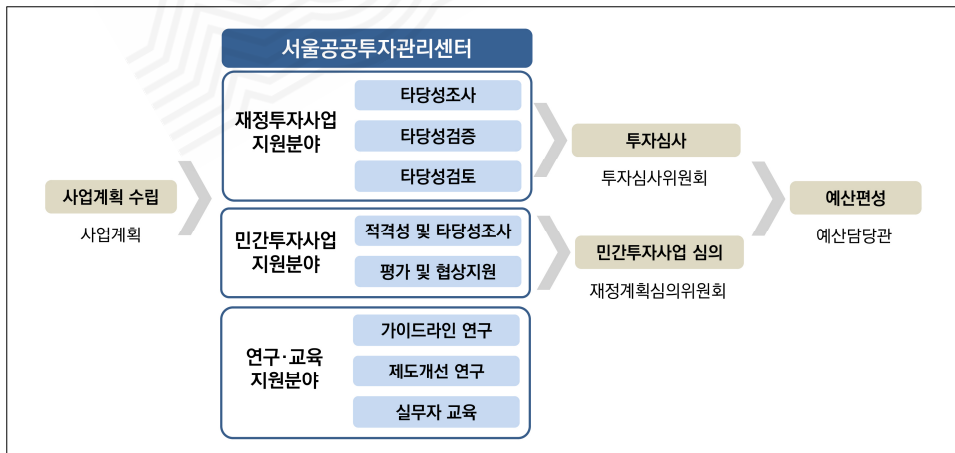 서울공공투자관리센터
사업계획 수립
사업계획
재정투자사업
지원분야
타당성조사
타당성검증
타당성검토
민간투자사업
지원분야
적격성 및 타당성조사
평가 및 협상지원
연구·교육
지원분야
가이드라인 연구
제도개선 연구
실무자 교육
투자심사
투자심사위원회
민간투자사업 심의
재정계획심의위원회
예산편성
예산담당관